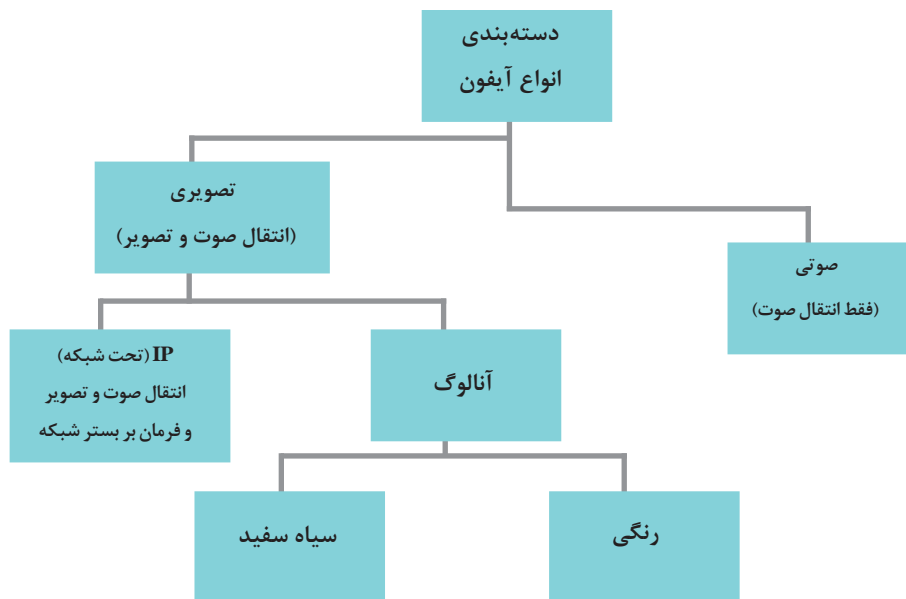 دسته‌بندی
انواع آیفون
تصویری
(انتقال صوت و تصویر)
صوتی
(فقط انتقال صوت)
IP (تحت شبکه)
انتقال صوت و تصویر
و فرمان بر بستر شبکه
آنالوگ
رنگی
سیاه سفید